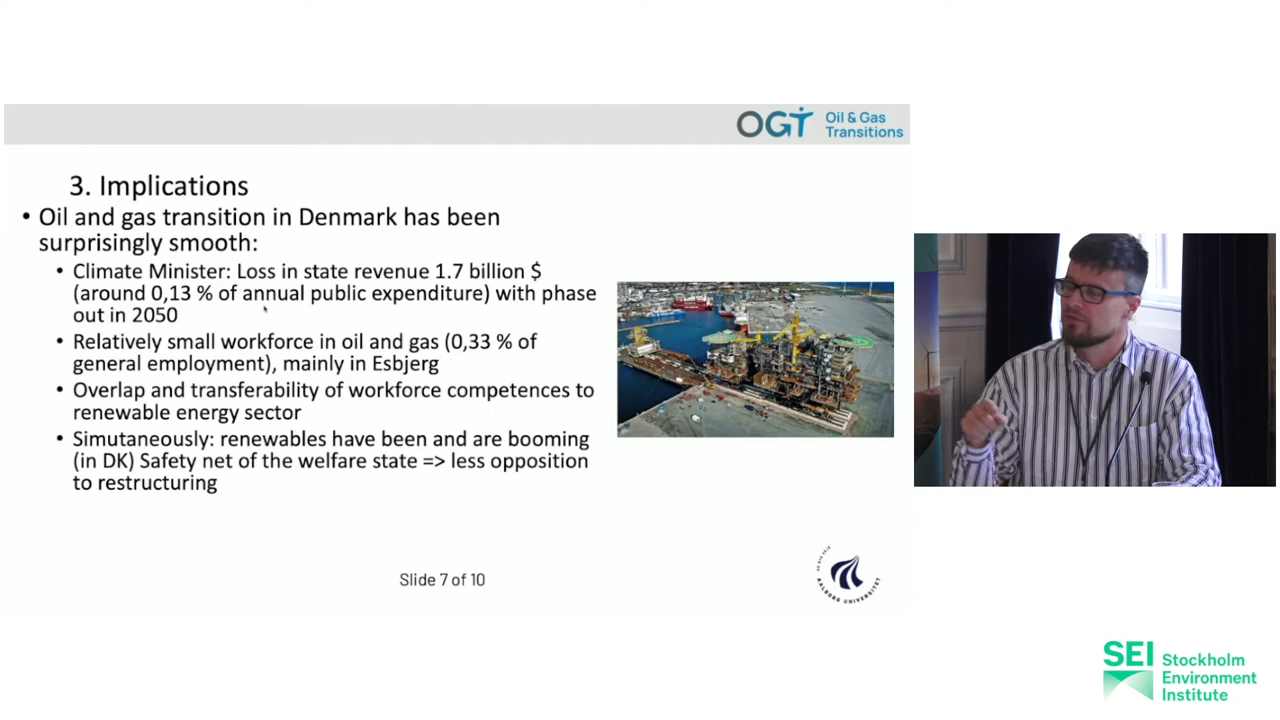 OGT Oil & Gas
Transitions
3. Implications
• Oil and gas transition in Denmark has been
surprisingly smooth:
• Climate Minister: Loss in state revenue 1.7 billion $
(around 0,13 % of annual public expenditure) with phase
out in 2050
• Relatively small workforce in oil and gas (0,33 % of
general employment), mainly in Esbjerg
• Overlap and transferability of workforce competences to
renewable energy sector
• Simutaneously: renewables have been and are booming
(in DK) Safety net of the welfare state => less opposition
to restructuring
Slide 7 of 10
AALBORG UNIVERSITET
SEI Stockholm
Environment
Institute